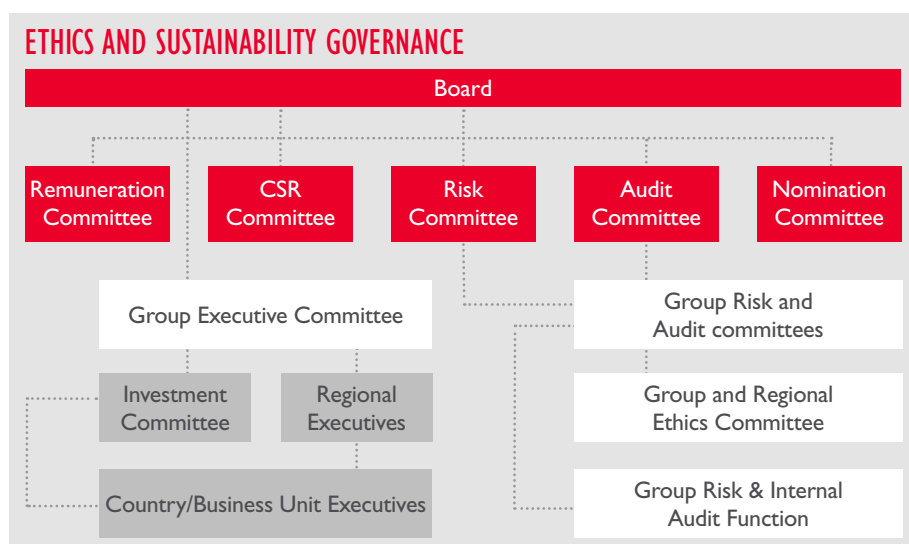 ETHICS AND SUSTAINABILITY GOVERNANCE
Board
Remuneration
Committee
CSR
Committee
Risk
Committee
Audit
Committee
Nomination
Committee
Group Executive Committee
Group Risk and
Audit committees
Investment
Committee
Regional
Executives
Group and Regional
Ethics Committee
Country/Business Unit Executives
Group Risk & Internal
Audit Function